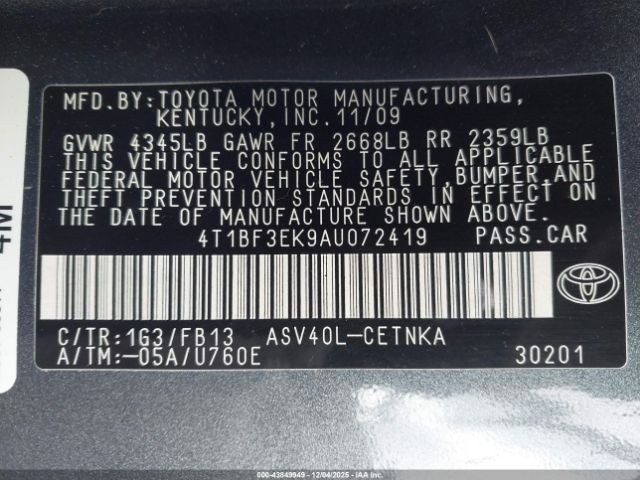 MFD.BY:TOYOTA MOTOR MANUFACTURING,
KENTUCKY,INC.11/09
GVWR 4345LB GAWR FR 2668LB RR 2359LB
THIS VEHICLE CONFORMS TO ALL APPLICABLE
FEDERAL MOTOR VEHICLE SAFETY,BUMPER,AND
THEFT PREVENTION STANDARDS IN EFFECT ON
THE DATE OF MANUFACTURE SHOWN ABOVE.
4T1BF3EK9AU072419 PASS.CAR
C/TR:1G3/FB13 ASV40L-CETNKA
A/TM:-05A/U760E 30201
TOYOTA
4M
000-43849949 | 12/04/2025 | IAA Inc.